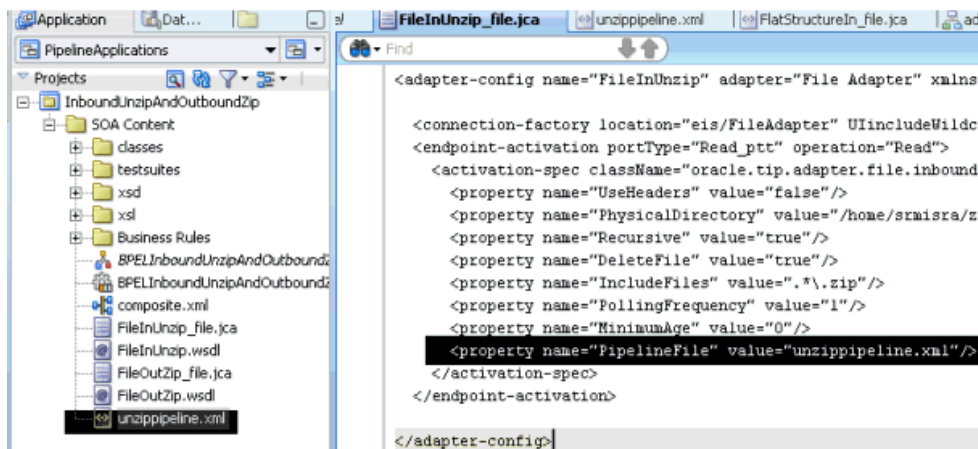 Application Dat...
PipelineApplications
Projects
InboundUnzipAndOutboundZip
SOA Content
classes
testsuites
xsd
xsl
Business Rules
BPELInboundUnzipAndOutboundZ
BPELInboundUnzipAndOutboundZ
composite.xml
FileInUnzip_file.jca
FileInUnzip.wsdl
FileOutZip_file.jca
FileOutZip.wsdl
unzippipeline.xml
FileInUnzip_file.jca unzippipeline.xml FlatStructureIn_file.jca ad
Find
<adapter-config name="FileInUnzip" adapter="File Adapter" xmlns
<connection-factory location="eis/FileAdapter" UIincludeWildc
<endpoint-activation portType="Read_ptt" operation="Read">
<activation-spec className="oracle.tip.adapter.file.inbound
<property name="UseHeaders" value="false"/>
<property name="PhysicalDirectory" value="/home/srmisra/z
<property name="Recursive" value="true"/>
<property name="DeleteFile" value="true"/>
<property name="IncludeFiles" value=".*\.zip"/>
<property name="PollingFrequency" value="1"/>
<property name="MinimumAge" value="0"/>
<property name="PipelineFile" value="unzippipeline.xml"/>
</activation-spec>
</endpoint-activation>
</adapter-config>